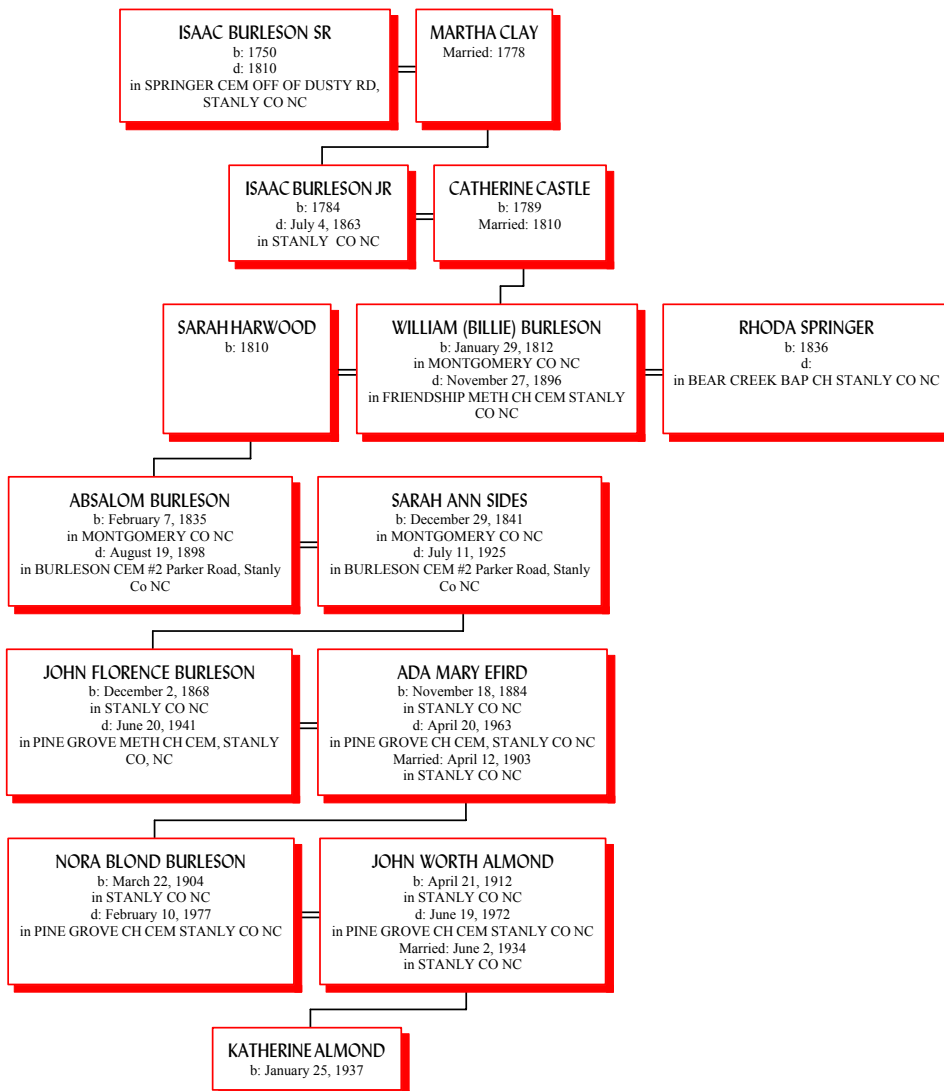 ISAAC BURLESON SR
b: 1750
d: 1810
in SPRINGER CEM OFF OF DUSTY RD,
STANLY CO NC
MARTHA CLAY
Married: 1778
ISAAC BURLESON JR
b: 1784
d: July 4, 1863
in STANLY CO NC
CATHERINE CASTLE
b: 1789
Married: 1810
SARAH HARWOOD
b: 1810
WILLIAM (BILLIE) BURLESON
b: January 29, 1812
in MONTGOMERY CO NC
d: November 27, 1896
in FRIENDSHIP METH CH CEM STANLY
CO NC
RHODA SPRINGER
b: 1836
d:
in BEAR CREEK BAP CH STANLY CO NC
ABSALOM BURLESON
b: February 7, 1835
in MONTGOMERY CO NC
d: August 19, 1898
in BURLESON CEM #2 Parker Road, Stanly
Co NC
SARAH ANN SIDES
b: December 29, 1841
in MONTGOMERY CO NC
d: July 11, 1925
in BURLESON CEM #2 Parker Road, Stanly
Co NC
JOHN FLORENCE BURLESON
b: December 2, 1868
in STANLY CO NC
d: June 20, 1941
in PINE GROVE METH CH CEM, STANLY
CO, NC
ADA MARY EFIRD
b: November 18, 1884
in STANLY CO NC
d: April 20, 1963
in PINE GROVE CH CEM, STANLY CO NC
Married: April 12, 1903
in STANLY CO NC
NORA BLOND BURLESON
b: March 22, 1904
in STANLY CO NC
d: February 10, 1977
in PINE GROVE CH CEM STANLY CO NC
JOHN WORTH ALMOND
b: April 21, 1912
in STANLY CO NC
d: June 19, 1972
in PINE GROVE CH CEM STANLY CO NC
Married: June 2, 1934
in STANLY CO NC
KATHERINE ALMOND
b: January 25, 1937